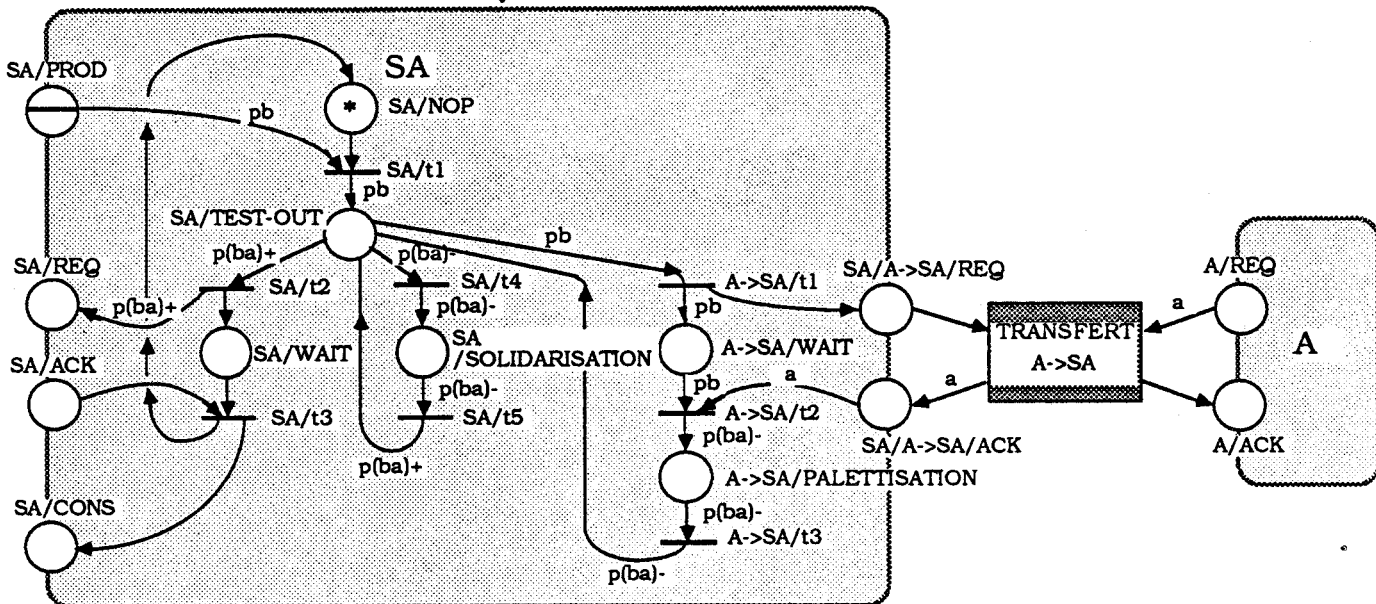 SA
SA/PROD
*
SA/NOP
pb
SA/t1
pb
SA/TEST-OUT
pb
p(ba)+
p(ba)-
SA/REQ
SA/t2
SA/t4
A->SA/t1
SA/A->SA/REQ
A/REQ
p(ba)+
p(ba)-
pb
a
TRANSFERT
A->SA
A
SA/WAIT
SA
/SOLIDARISATION
A->SA/WAIT
SA/ACK
p(ba)-
pb
a
a
SA/t3
SA/t5
A->SA/t2
SA/A->SA/ACK
A/ACK
p(ba)-
p(ba)+
A->SA/PALETTISATION
SA/CONS
p(ba)-
A->SA/t3
p(ba)-